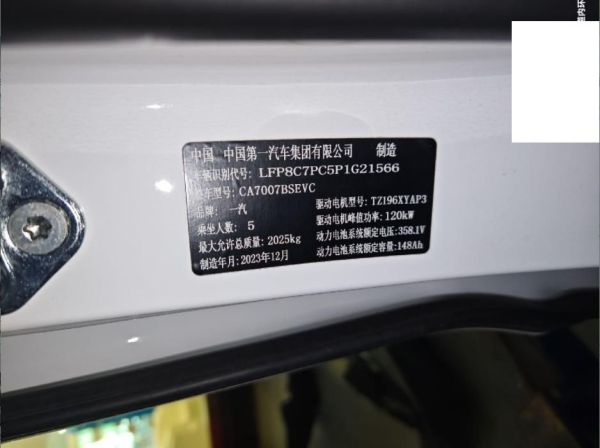 中国 中国第一汽车集团有限公司 制造
车辆识别代号: LFP8C7PC5P1G21566
整车型号: CA7007BSEVC
品牌: 一汽 驱动电机型号: TZ196XYAP3
乘坐人数: 5 驱动电机峰值功率: 120kW
最大允许总质量: 2025kg 动力电池系统额定电压: 358.1V
制造年月: 2023年12月 动力电池系统额定容量: 148Ah